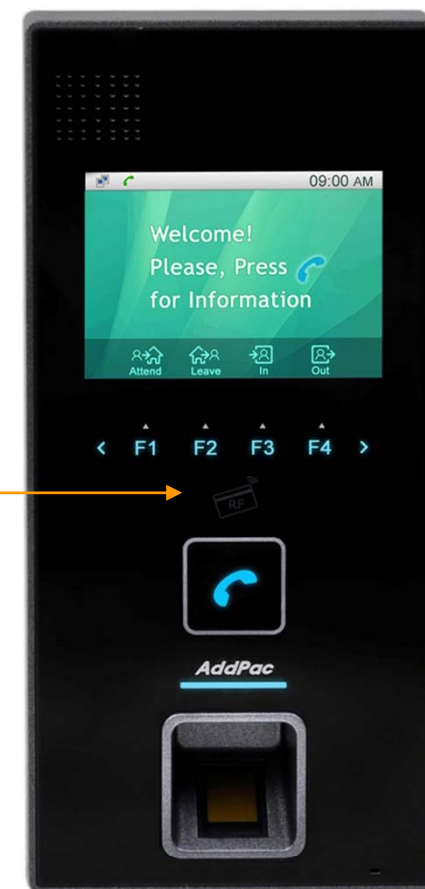 09:00 AM
Welcome!
Please, Press
for Information
Attend Leave In Out
< F1 F2 F3 F4 >
RF
AddPac